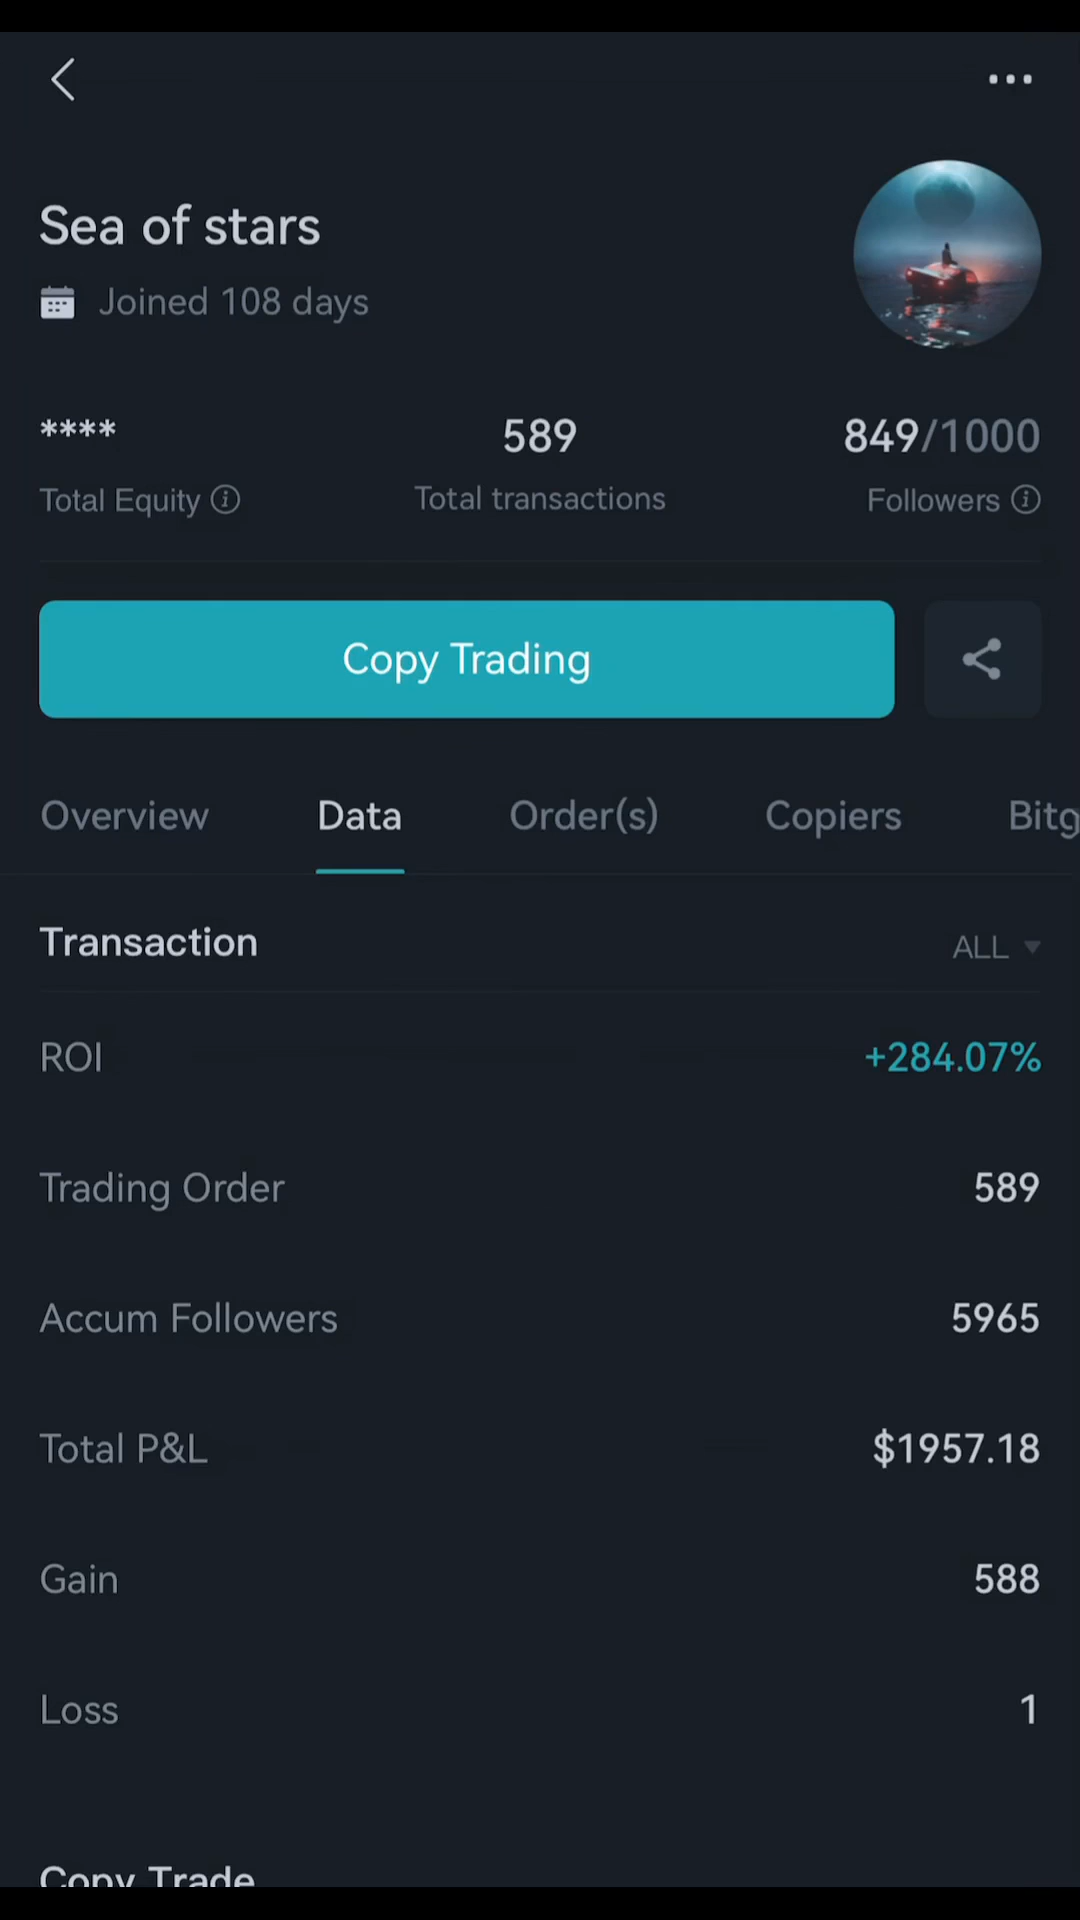 Sea of stars
Joined 108 days
**** 589 849/1000
Total Equity Total transactions Followers
Copy Trading
Overview Data Order(s) Copiers Bitg
Transaction ALL
ROI +284.07%
Trading Order 589
Accum Followers 5965
Total P&L $1957.18
Gain 588
Loss 1
Copy Trade